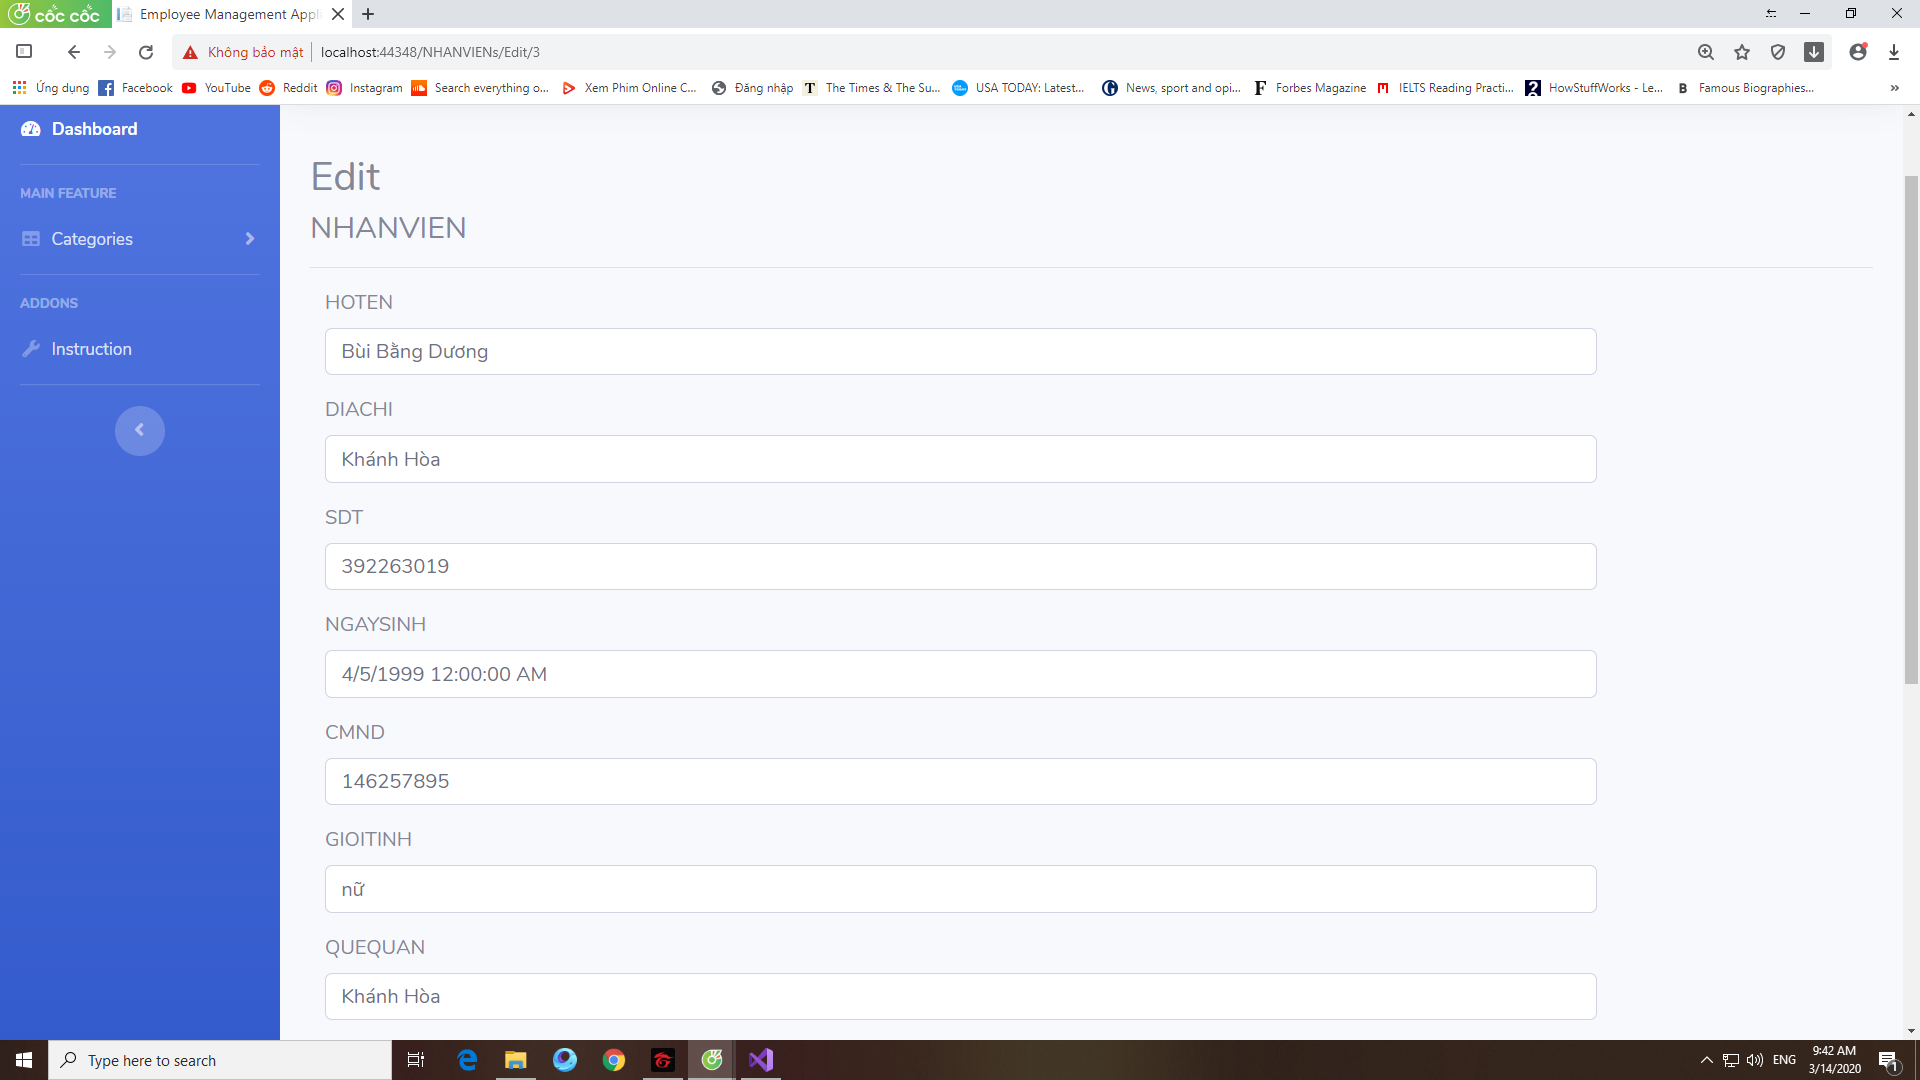 cốc cốc
Employee Management Appli
Không bảo mật
localhost:44348/NHANVIENs/Edit/3
Ứng dụng
Facebook
YouTube
Reddit
Instagram
Search everything o...
Xem Phim Online C...
Đăng nhập
T The Times & The Su...
USA TODAY: Latest...
News, sport and opi...
F Forbes Magazine
IELTS Reading Practi...
HowStuffWorks - Le...
B Famous Biographies...
»
Dashboard
MAIN FEATURE
Categories
ADDONS
Instruction
Edit
NHANVIEN
HOTEN
Bùi Bằng Dương
DIACHI
Khánh Hòa
SDT
392263019
NGAYSINH
4/5/1999 12:00:00 AM
CMND
146257895
GIOITINH
nữ
QUEQUAN
Khánh Hòa
Type here to search
ENG
9:42 AM
3/14/2020
1